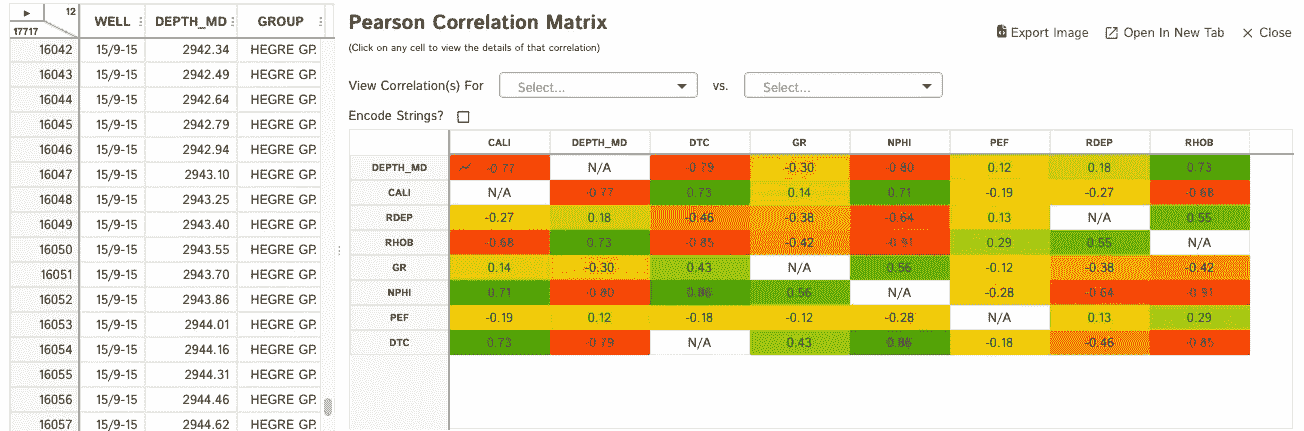 12
17717
WELL DEPTH_MD GROUP
16042 15/9-15 2942.34 HEGRE GP.
16043 15/9-15 2942.49 HEGRE GP.
16044 15/9-15 2942.64 HEGRE GP.
16045 15/9-15 2942.79 HEGRE GP.
16046 15/9-15 2942.94 HEGRE GP.
16047 15/9-15 2943.10 HEGRE GP.
16048 15/9-15 2943.25 HEGRE GP.
16049 15/9-15 2943.40 HEGRE GP.
16050 15/9-15 2943.55 HEGRE GP.
16051 15/9-15 2943.70 HEGRE GP.
16052 15/9-15 2943.86 HEGRE GP.
16053 15/9-15 2944.01 HEGRE GP.
16054 15/9-15 2944.16 HEGRE GP.
16055 15/9-15 2944.31 HEGRE GP.
16056 15/9-15 2944.46 HEGRE GP.
16057 15/9-15 2944.62 HEGRE GP.
Pearson Correlation Matrix
(Click on any cell to view the details of that correlation)
Export Image Open In New Tab Close
View Correlation(s) For Select... vs. Select...
Encode Strings?
CALI DEPTH_MD DTC GR NPHI PEF RDEP RHOB
DEPTH_MD -0.77 N/A -0.79 -0.30 -0.80 0.12 0.18 0.73
CALI N/A -0.77 0.73 0.14 0.71 -0.19 -0.27 -0.68
RDEP -0.27 0.18 -0.46 -0.38 -0.64 0.13 N/A 0.55
RHOB -0.68 0.73 -0.85 -0.42 -0.91 0.29 0.55 N/A
GR 0.14 -0.30 0.43 N/A 0.56 -0.12 -0.38 -0.42
NPHI 0.71 -0.80 0.86 0.56 N/A -0.28 -0.64 -0.91
PEF -0.19 0.12 -0.18 -0.12 -0.28 N/A 0.13 0.29
DTC 0.73 -0.79 N/A 0.43 0.86 -0.18 -0.46 -0.85